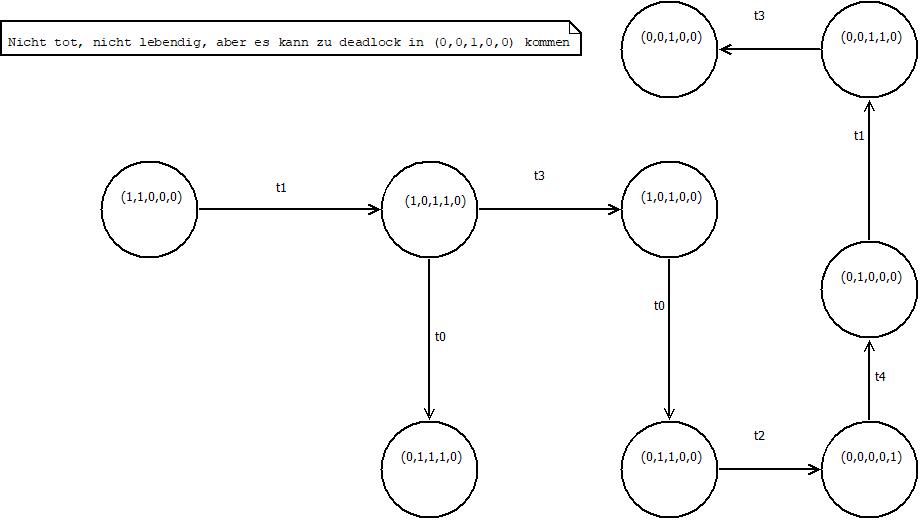 (0,0,1,0,0)
t3
(0,0,1,1,0)
Nicht tot, nicht lebendig, aber es kann zu deadlock in (0,0,1,0,0) kommen
t1
(1,1,0,0,0)
t1
(1,0,1,1,0)
t3
(1,0,1,0,0)
(0,1,0,0,0)
t0
t0
t4
(0,1,1,1,0)
(0,1,1,0,0)
t2
(0,0,0,0,1)